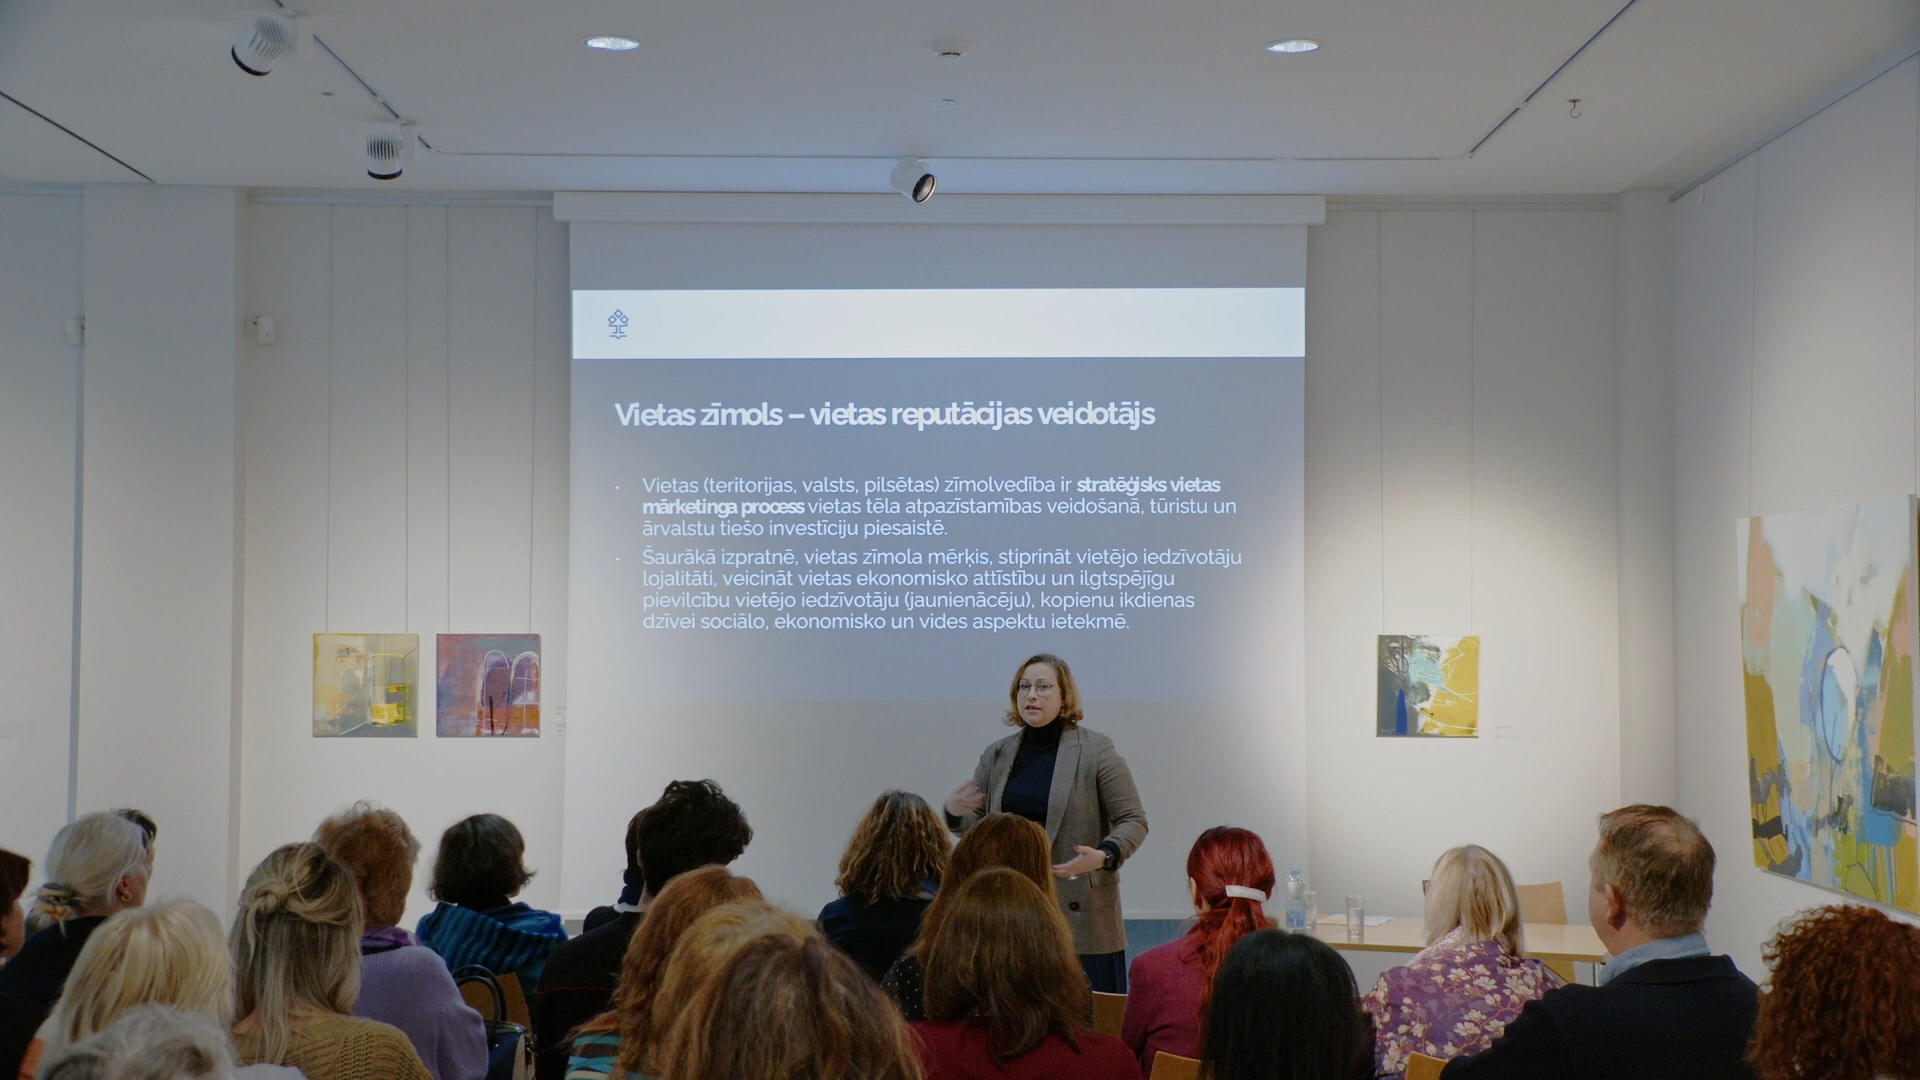 Vietas zīmols – vietas reputācijas veidotājs
· Vietas (teritorijas, valsts, pilsētas) zīmolvedība ir stratēģisks vietas
mārketinga process vietas tēla atpazīstamības veidošanā, tūristu un
ārvalstu tiešo investīciju piesaistē.
· Šaurākā izpratnē, vietas zīmola mērķis, stiprināt vietējo iedzīvotāju
lojalitāti, veicināt vietas ekonomisko attīstību un ilgtspējīgu
pievilcību vietējo iedzīvotāju (jaunienācēju), kopienu ikdienas
dzīvei sociālo, ekonomisko un vides aspektu ietekmē.